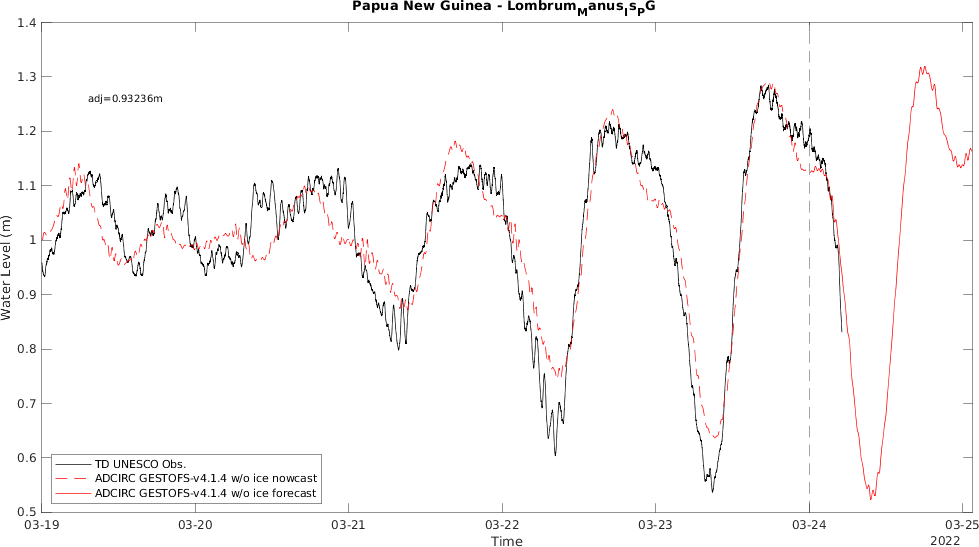 Papua New Guinea - LombrumManusIsPG
1.4
1.3
adj=0.93236m
1.2
1.1
1
0.9
0.8
0.7
0.6
0.5
Water Level (m)
TD UNESCO Obs.
ADCIRC GESTOFS-v4.1.4 w/o ice nowcast
ADCIRC GESTOFS-v4.1.4 w/o ice forecast
03-19 03-20 03-21 03-22 03-23 03-24 03-25
Time 2022